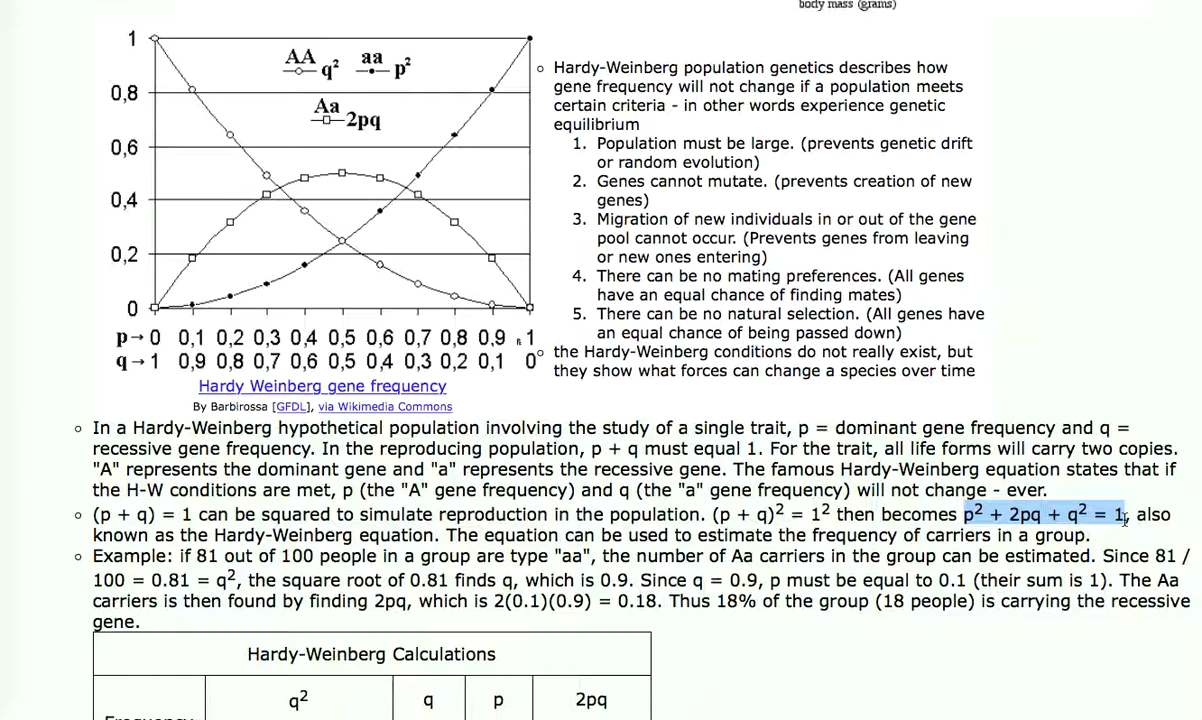 body mass (grams)
1
0,8
0,6
0,4
0,2
0
AA q² aa p²
Aa 2pq
p→0 0,1 0,2 0,3 0,4 0,5 0,6 0,7 0,8 0,9 1
q→1 0,9 0,8 0,7 0,6 0,5 0,4 0,3 0,2 0,1 0
Hardy Weinberg gene frequency
By Barbirossa [GFDL], via Wikimedia Commons
Hardy-Weinberg population genetics describes how
gene frequency will not change if a population meets
certain criteria - in other words experience genetic
equilibrium
1. Population must be large. (prevents genetic drift
or random evolution)
2. Genes cannot mutate. (prevents creation of new
genes)
3. Migration of new individuals in or out of the gene
pool cannot occur. (Prevents genes from leaving
or new ones entering)
4. There can be no mating preferences. (All genes
have an equal chance of finding mates)
5. There can be no natural selection. (All genes have
an equal chance of being passed down)
the Hardy-Weinberg conditions do not really exist, but
they show what forces can change a species over time
In a Hardy-Weinberg hypothetical population involving the study of a single trait, p = dominant gene frequency and q =
recessive gene frequency. In the reproducing population, p + q must equal 1. For the trait, all life forms will carry two copies.
"A" represents the dominant gene and "a" represents the recessive gene. The famous Hardy-Weinberg equation states that if
the H-W conditions are met, p (the "A" gene frequency) and q (the "a" gene frequency) will not change - ever.
(p + q) = 1 can be squared to simulate reproduction in the population. (p + q)² = 1² then becomes p² + 2pq + q² = 1, also
known as the Hardy-Weinberg equation. The equation can be used to estimate the frequency of carriers in a group.
Example: if 81 out of 100 people in a group are type "aa", the number of Aa carriers in the group can be estimated. Since 81 /
100 = 0.81 = q², the square root of 0.81 finds q, which is 0.9. Since q = 0.9, p must be equal to 0.1 (their sum is 1). The Aa
carriers is then found by finding 2pq, which is 2(0.1)(0.9) = 0.18. Thus 18% of the group (18 people) is carrying the recessive
gene.
Hardy-Weinberg Calculations
q² q p 2pq
Frequency